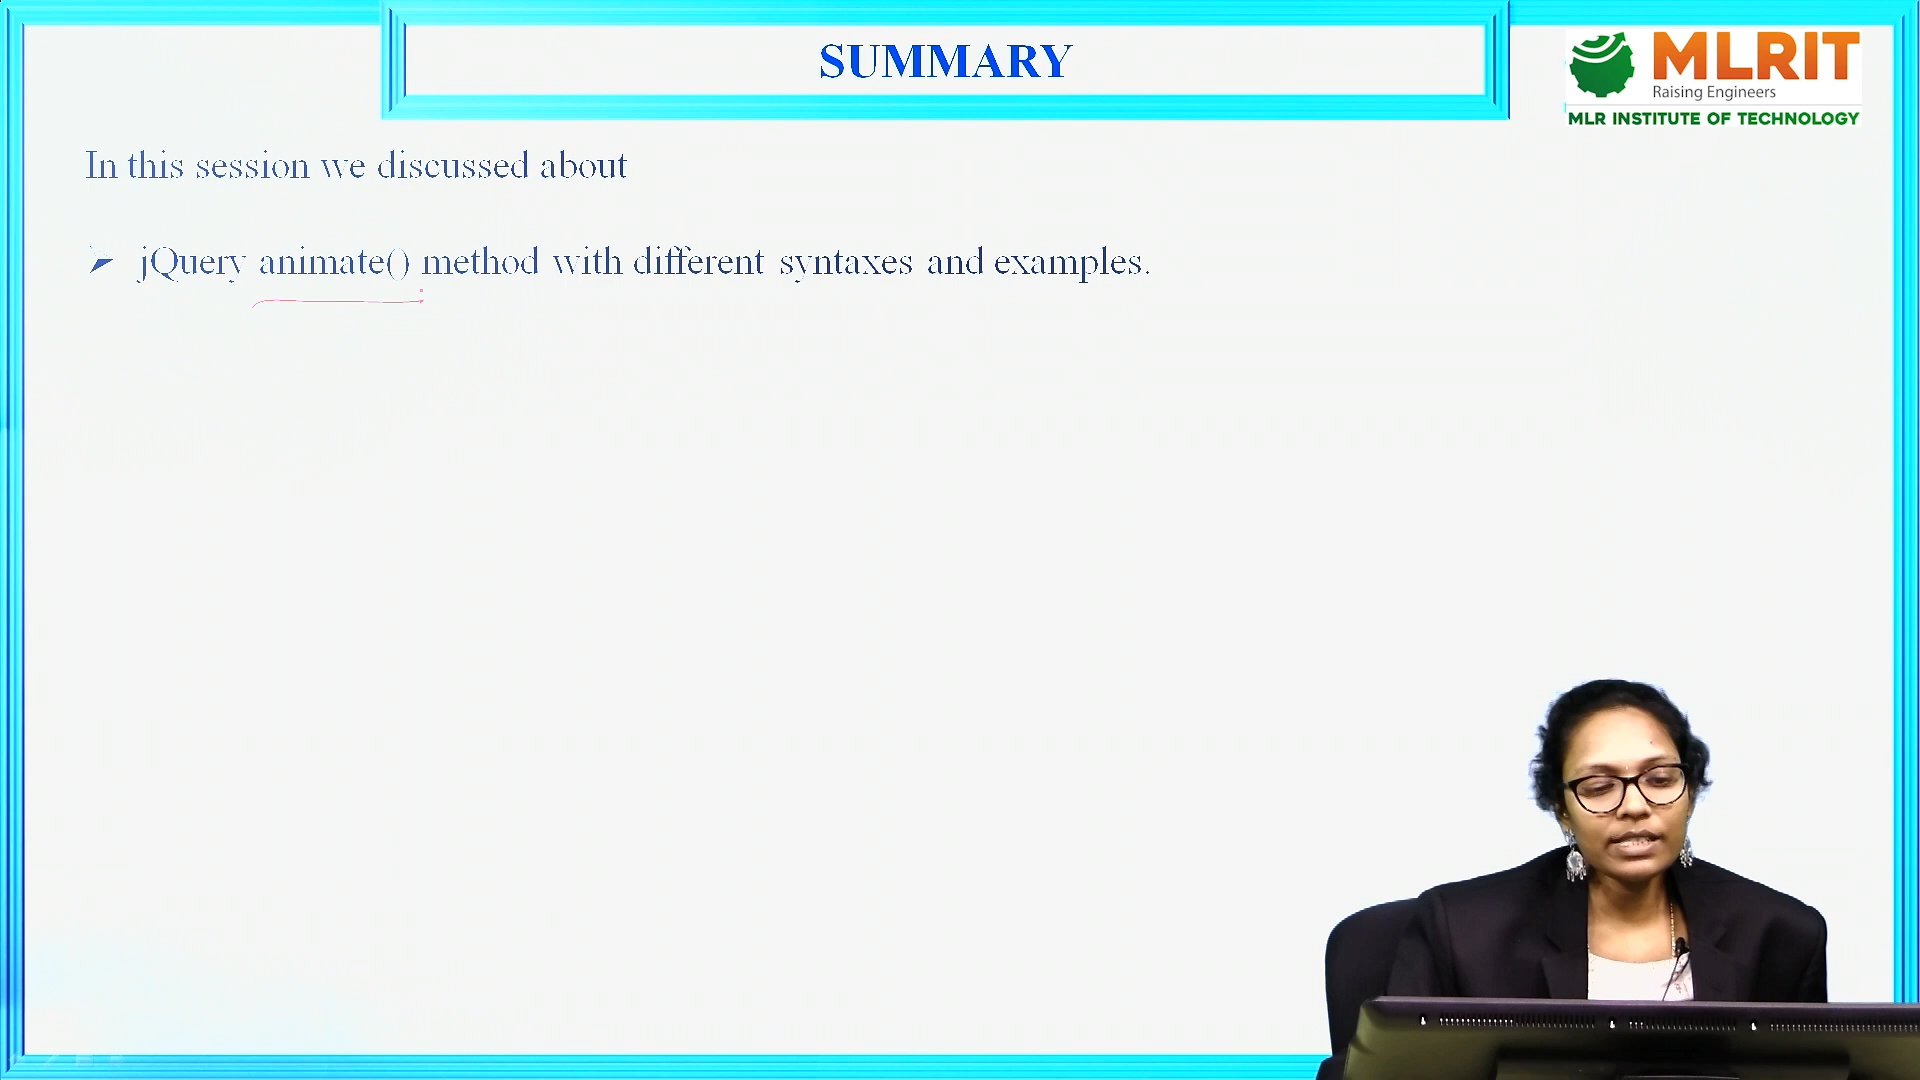 SUMMARY
MLRIT
Raising Engineers
MLR INSTITUTE OF TECHNOLOGY
In this session we discussed about
jQuery animate() method with different syntaxes and examples.